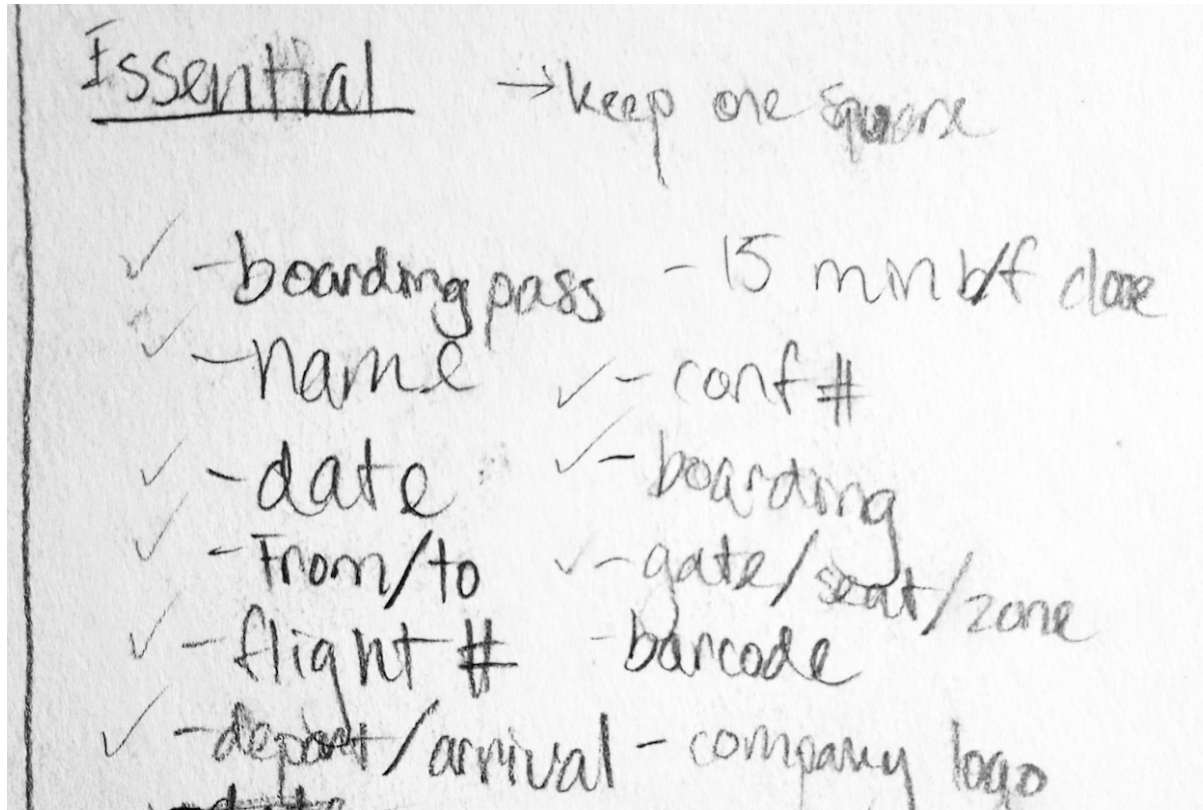 Essential → keep one square
✓ - boarding pass - 15 min b/f close
✓ - name ✓ - conf #
✓ - date ✓ - boarding
✓ - From/to ✓ - gate/seat/zone
✓ - flight # - barcode
✓ - depart/arrival - company logo